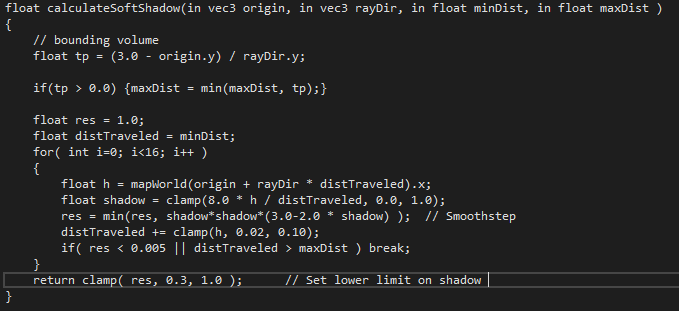 float calculateSoftShadow(in vec3 origin, in vec3 rayDir, in float minDist, in float maxDist )
{
    // bounding volume
    float tp = (3.0 - origin.y) / rayDir.y;

    if(tp > 0.0) {maxDist = min(maxDist, tp);}

    float res = 1.0;
    float distTraveled = minDist;
    for( int i=0; i<16; i++ )
    {
        float h = mapWorld(origin + rayDir * distTraveled).x;
        float shadow = clamp(8.0 * h / distTraveled, 0.0, 1.0);
        res = min(res, shadow*shadow*(3.0-2.0 * shadow) );  // Smoothstep
        distTraveled += clamp(h, 0.02, 0.10);
        if( res < 0.005 || distTraveled > maxDist ) break;
    }
    return clamp( res, 0.3, 1.0 );      // Set lower limit on shadow
}